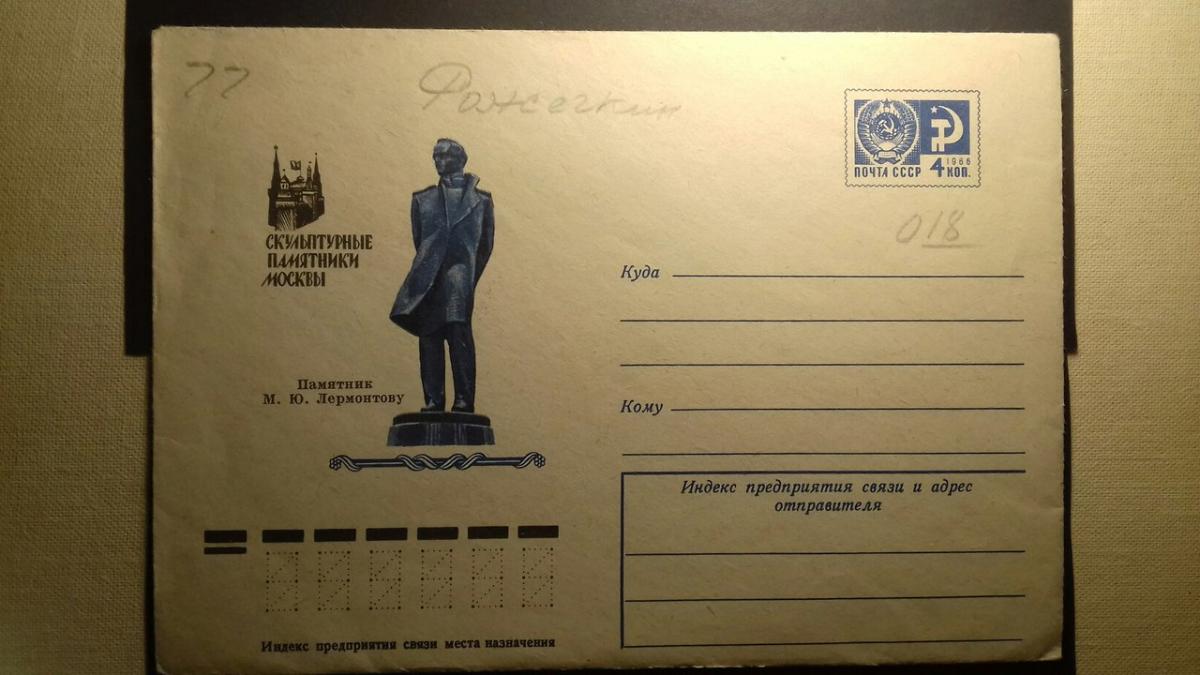 77
ПОЧТА СССР 4 1966 КОП.
018
СКУЛЬПТУРНЫЕ
ПАМЯТНИКИ
МОСКВЫ
Памятник
М. Ю. Лермонтову
Куда
Кому
Индекс предприятия связи и адрес
отправителя
Индекс предприятия связи места назначения